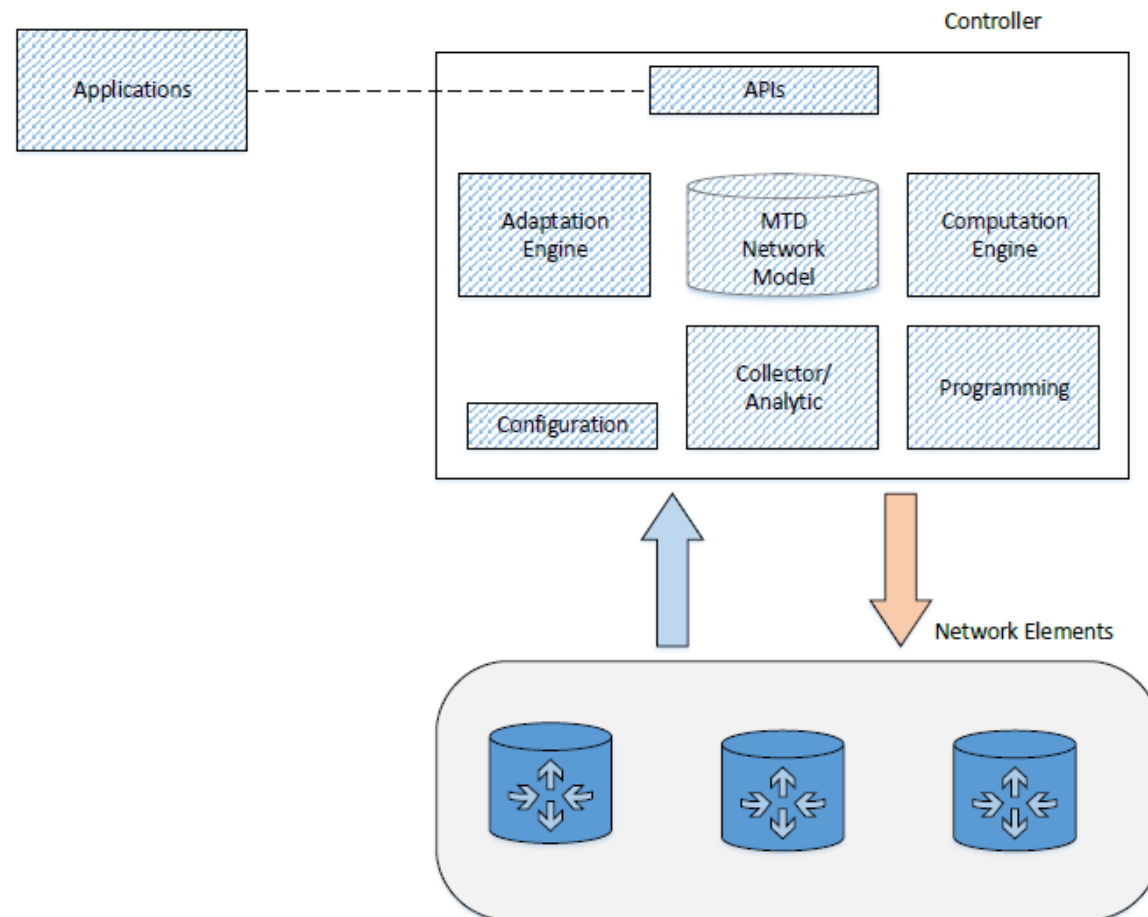 Controller
Applications
APIs
Adaptation
Engine
MTD
Network
Model
Computation
Engine
Configuration
Collector/
Analytic
Programming
Network Elements